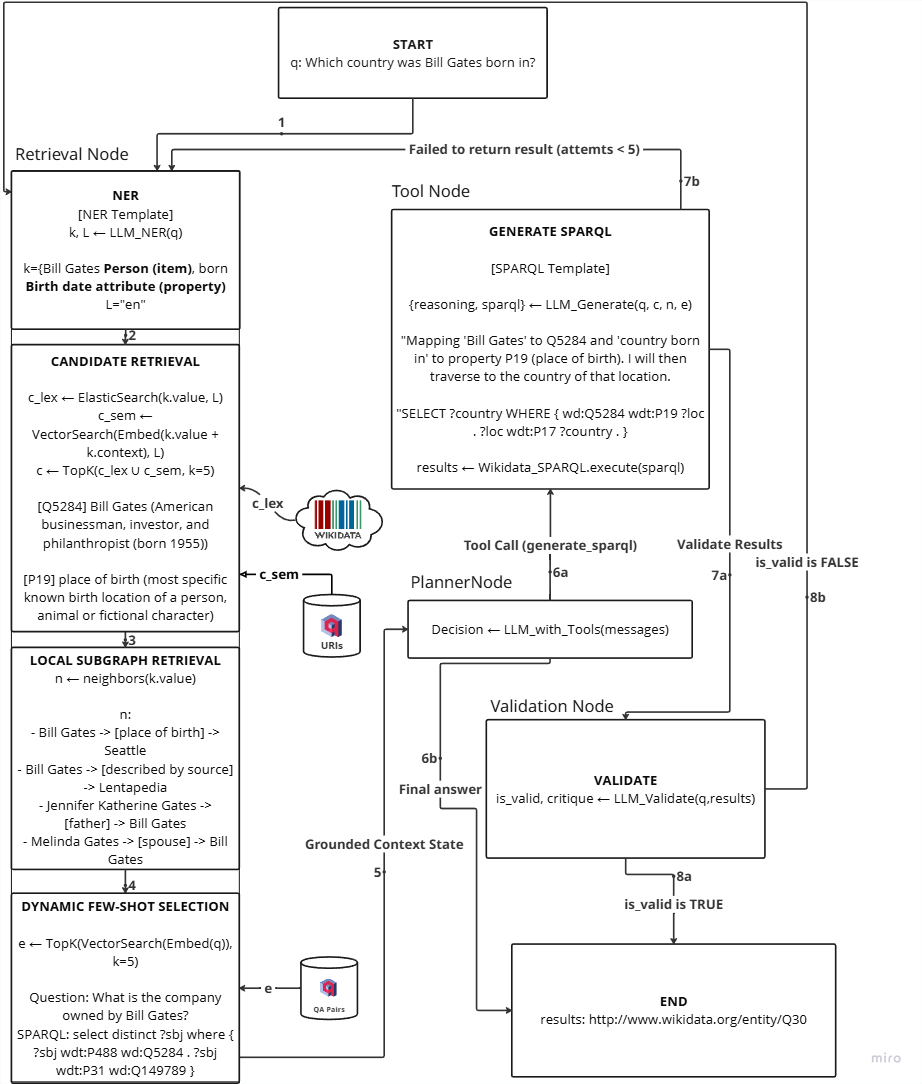 START
q: Which country was Bill Gates born in?
1
Failed to return result (attemts < 5)
7b
Retrieval Node
NER
[NER Template]
k, L ← LLM_NER(q)
k={Bill Gates Person (item), born
Birth date attribute (property)
L="en"
2
CANDIDATE RETRIEVAL
c_lex ← ElasticSearch(k.value, L)
c_sem ←
VectorSearch(Embed(k.value +
k.context), L)
c ← TopK(c_lex ∪ c_sem, k=5)
[Q5284] Bill Gates (American
businessman, investor, and
philanthropist (born 1955))
[P19] place of birth (most specific
known birth location of a person,
animal or fictional character)
c_lex
WIKIDATA
c_sem
URIs
3
LOCAL SUBGRAPH RETRIEVAL
n ← neighbors(k.value)
n:
- Bill Gates -> [place of birth] ->
Seattle
- Bill Gates -> [described by source]
-> Lentapedia
- Jennifer Katherine Gates ->
[father] -> Bill Gates
- Melinda Gates -> [spouse] -> Bill
Gates
4
DYNAMIC FEW-SHOT SELECTION
e ← TopK(VectorSearch(Embed(q)),
k=5)
Question: What is the company
owned by Bill Gates?
SPARQL: select distinct ?sbj where {
?sbj wdt:P488 wd:Q5284 . ?sbj
wdt:P31 wd:Q149789 }
e
QA Pairs
Grounded Context State
5
Tool Node
GENERATE SPARQL
[SPARQL Template]
{reasoning, sparql} ← LLM_Generate(q, c, n, e)
"Mapping 'Bill Gates' to Q5284 and 'country born
in' to property P19 (place of birth). I will then
traverse to the country of that location.
"SELECT ?country WHERE { wd:Q5284 wdt:P19 ?loc
. ?loc wdt:P17 ?country . }
results ← Wikidata_SPARQL.execute(sparql)
Tool Call (generate_sparql)
6a
PlannerNode
Decision ← LLM_with_Tools(messages)
6b
Final answer
Validate Results
7a
is_valid is FALSE
8b
Validation Node
VALIDATE
is_valid, critique ← LLM_Validate(q,results)
8a
is_valid is TRUE
END
results: http://www.wikidata.org/entity/Q30
miro